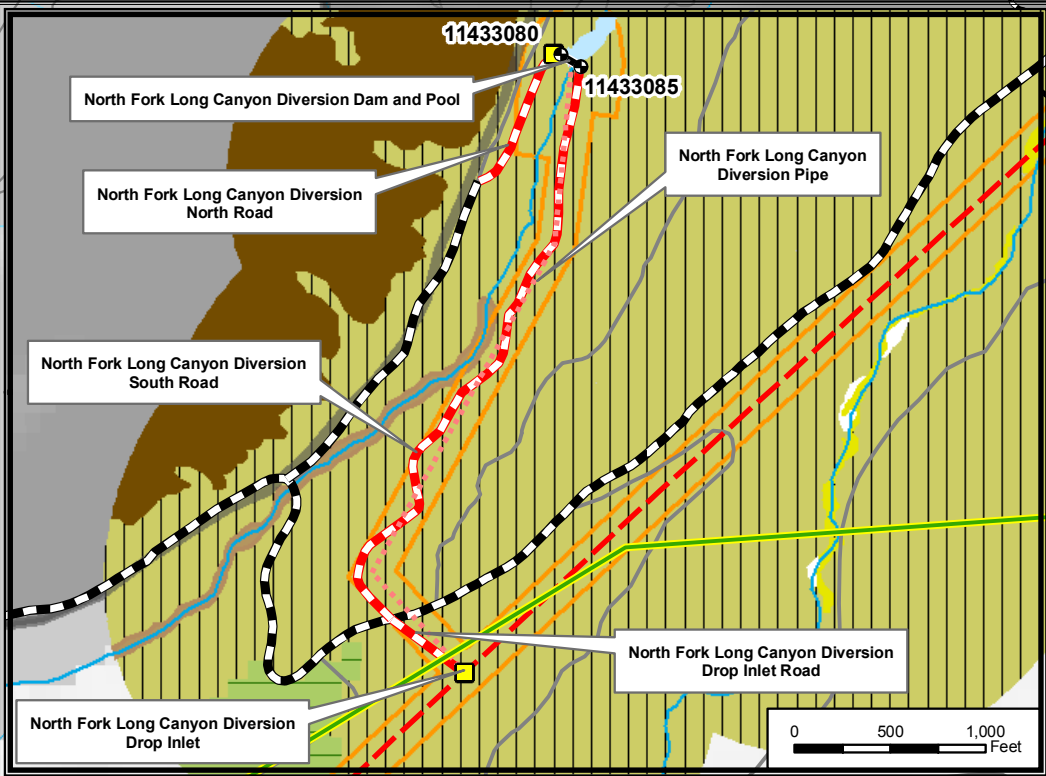 11433080
North Fork Long Canyon Diversion Dam and Pool
11433085
North Fork Long Canyon
Diversion Pipe
North Fork Long Canyon Diversion
North Road
North Fork Long Canyon Diversion
South Road
North Fork Long Canyon Diversion
Drop Inlet Road
North Fork Long Canyon Diversion
Drop Inlet
0 500 1,000
Feet